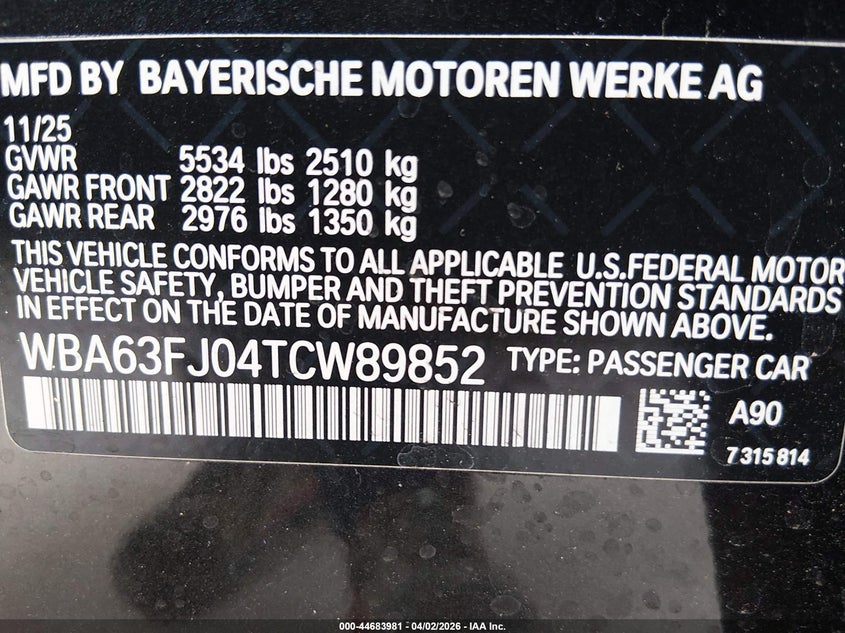 MFD BY BAYERISCHE MOTOREN WERKE AG
11/25
GVWR 5534 lbs 2510 kg
GAWR FRONT 2822 lbs 1280 kg
GAWR REAR 2976 lbs 1350 kg
THIS VEHICLE CONFORMS TO ALL APPLICABLE U.S.FEDERAL MOTOR
VEHICLE SAFETY, BUMPER AND THEFT PREVENTION STANDARDS
IN EFFECT ON THE DATE OF MANUFACTURE SHOWN ABOVE.
WBA63FJ04TCW89852 TYPE: PASSENGER CAR
A90
7 315 814
000-44683981 - 04/02/2026 - IAA Inc.